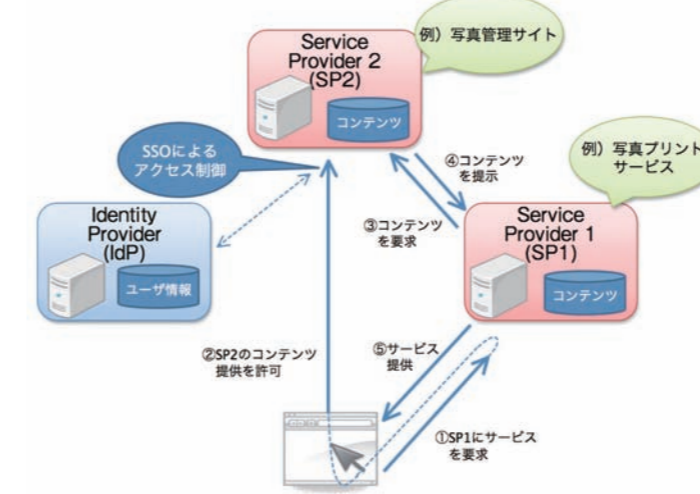 Service
Provider 2
(SP2)
コンテンツ
例）写真管理サイト
SSOによる
アクセス制御
④コンテンツ
を提示
例）写真プリント
サービス
Identity
Provider
(IdP)
ユーザ情報
③コンテンツ
を要求
Service
Provider 1
(SP1)
コンテンツ
②SP2のコンテンツ
提供を許可
⑤サービス
提供
①SP1にサービス
を要求